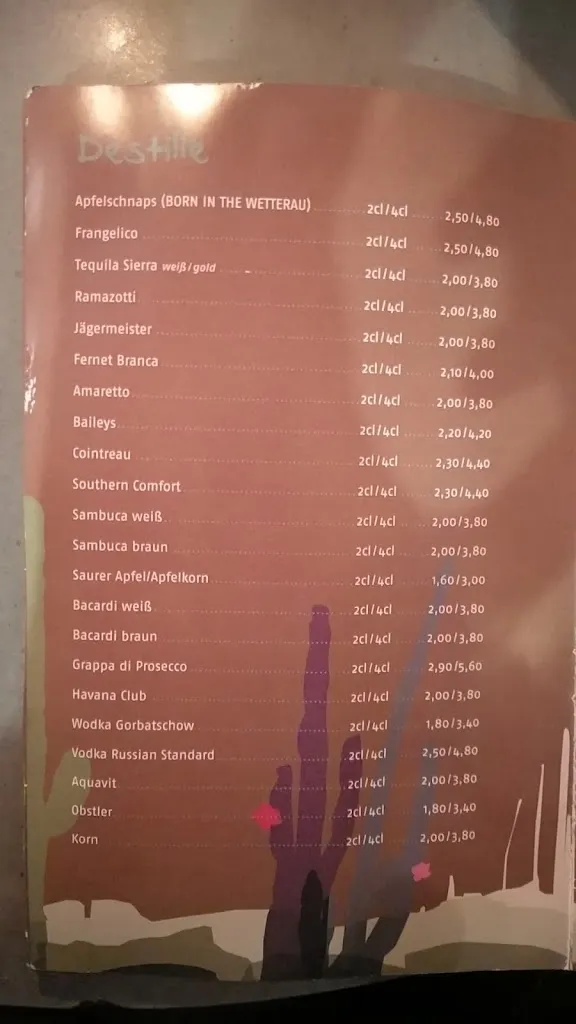 Destille
Apfelschnaps (BORN IN THE WETTERAU) 2cl/4cl 2,50/4,80
Frangelico 2cl/4cl 2,50/4,80
Tequila Sierra weiß/gold 2cl/4cl 2,00/3,80
Ramazotti 2cl/4cl 2,00/3,80
Jägermeister 2cl/4cl 2,00/3,80
Fernet Branca 2cl/4cl 2,10/4,00
Amaretto 2cl/4cl 2,00/3,80
Baileys 2cl/4cl 2,20/4,20
Cointreau 2cl/4cl 2,30/4,40
Southern Comfort 2cl/4cl 2,30/4,40
Sambuca weiß 2cl/4cl 2,00/3,80
Sambuca braun 2cl/4cl 2,00/3,80
Saurer Apfel/Apfelkorn 2cl/4cl 1,60/3,00
Bacardi weiß 2cl/4cl 2,00/3,80
Bacardi braun 2cl/4cl 2,00/3,80
Grappa di Prosecco 2cl/4cl 2,90/5,60
Havana Club 2cl/4cl 2,00/3,80
Wodka Gorbatschow 2cl/4cl 1,80/3,40
Vodka Russian Standard 2cl/4cl 2,50/4,80
Aquavit 2cl/4cl 2,00/3,80
Obstler 2cl/4cl 1,80/3,40
Korn 2cl/4cl 2,00/3,80